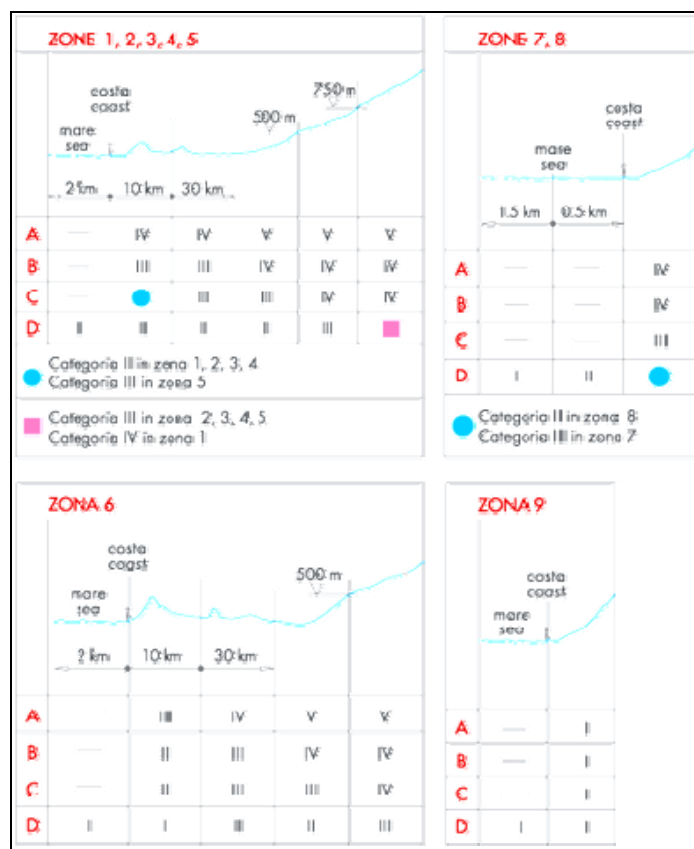 ZONE 1, 2, 3, 4, 5
costa
coast
mare
sea
500 m
750 m
2 km 10 km 30 km
A — IV IV V V V
B — III III IV IV IV
C — III III IV IV
D II II III
Categoria II in zona 1, 2, 3, 4
Categoria III in zona 5
Categoria III in zona 2, 3, 4, 5
Categoria IV in zona 1
ZONE 7, 8
costa
coast
mare
sea
1.5 km 0.5 km
A — — IV
B — — IV
C — — III
D I II
Categoria II in zona 8
Categoria III in zona 7
ZONA 6
costa
coast
mare
sea
500 m
2 km 10 km 30 km
A III IV V V
B — II III IV IV
C — II III III IV
D I II III
ZONA 9
costa
coast
mare
sea
A — II
B — II
C — II
D I II